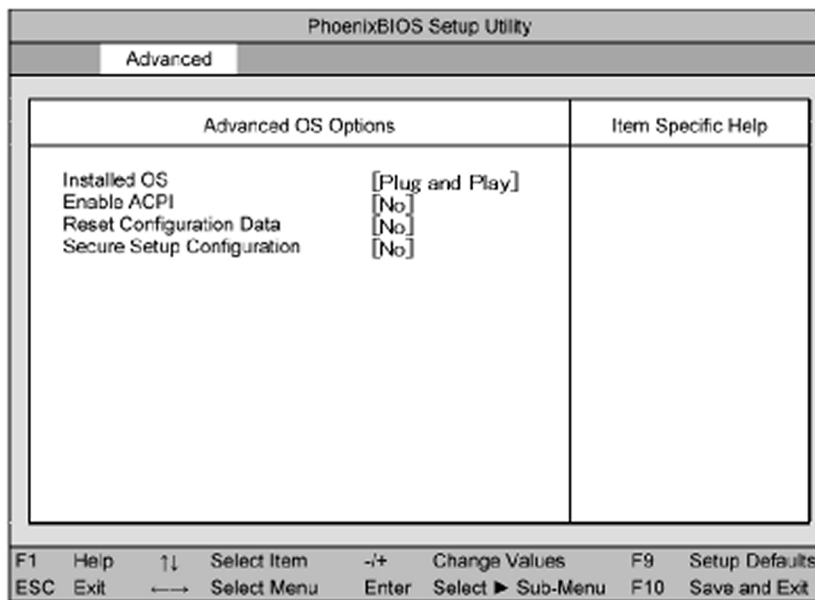 PhoenixBIOS Setup Utility
Advanced
Advanced OS Options
Item Specific Help
Installed OS [Plug and Play]
Enable ACPI [No]
Reset Configuration Data [No]
Secure Setup Configuration [No]
F1 Help ↑↓ Select Item -/+ Change Values F9 Setup Defaults
ESC Exit ←→ Select Menu Enter Select ► Sub-Menu F10 Save and Exit